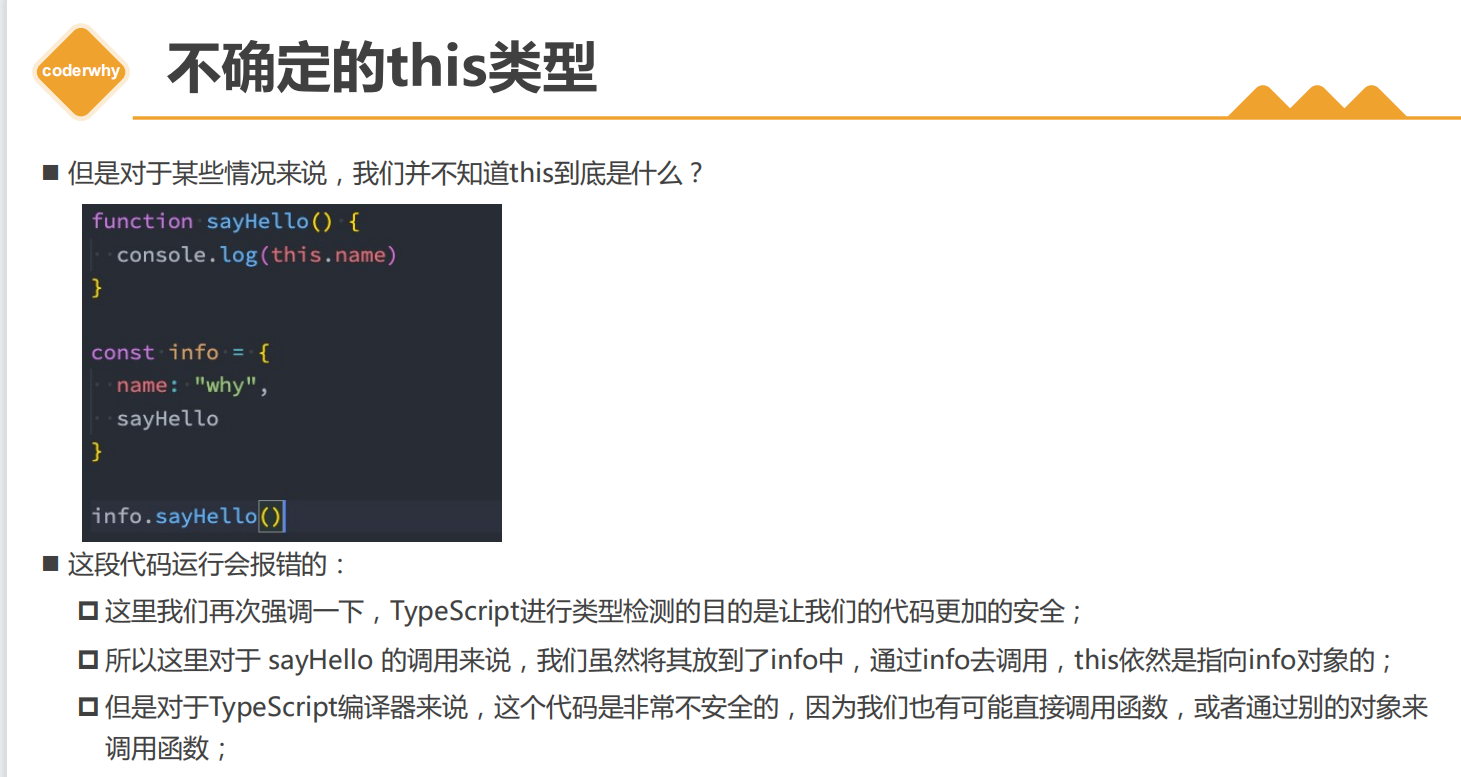 coderwhy
不确定的this类型
■ 但是对于某些情况来说，我们并不知道this到底是什么？
function sayHello() {
  console.log(this.name)
}
const info = {
  name: "why",
  sayHello
}
info.sayHello()
■ 这段代码运行会报错的：
这里我们再次强调一下，TypeScript进行类型检测的目的是让我们的代码更加的安全；
所以这里对于 sayHello 的调用来说，我们虽然将其放到了info中，通过info去调用，this依然是指向info对象的；
但是对于TypeScript编译器来说，这个代码是非常不安全的，因为我们也有可能直接调用函数，或者通过别的对象来
调用函数；